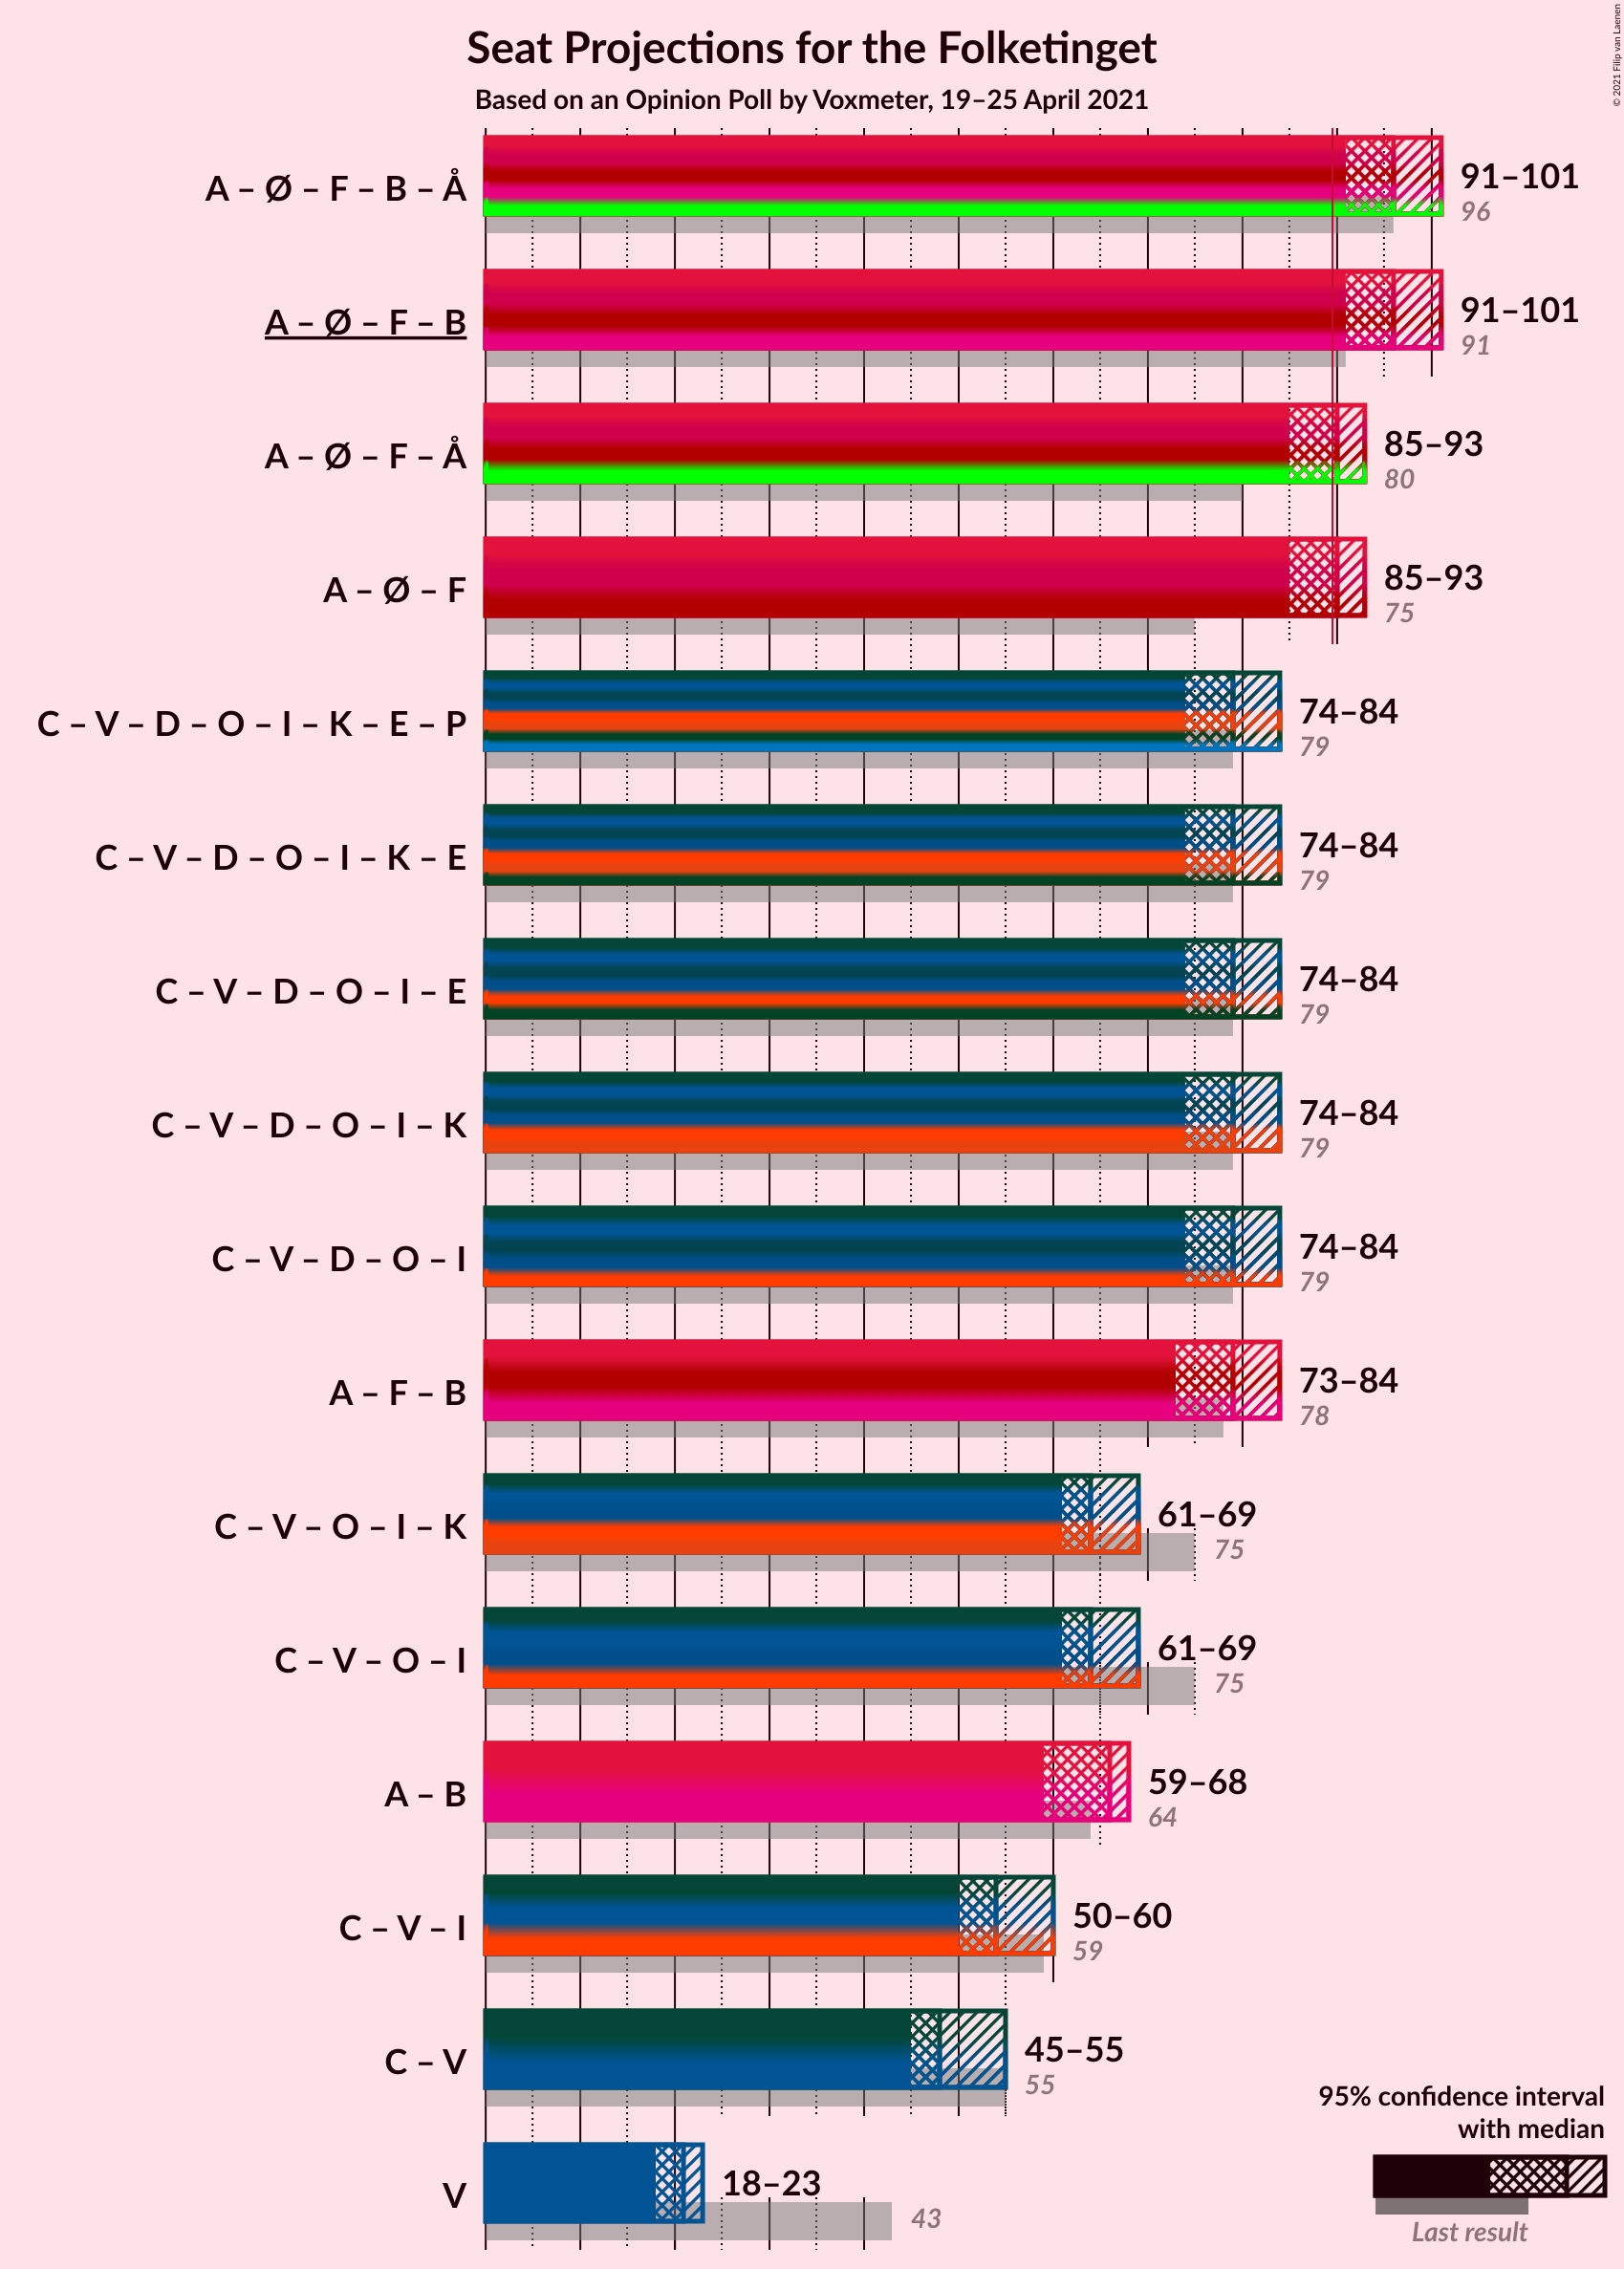 Seat Projections for the Folketinget
Based on an Opinion Poll by Voxmeter, 19–25 April 2021
© 2021 Filip van Laenen
A – Ø – F – B – Å
91–101
96
A – Ø – F – B
91–101
91
A – Ø – F – Å
85–93
80
A – Ø – F
85–93
75
C – V – D – O – I – K – E – P
74–84
79
C – V – D – O – I – K – E
74–84
79
C – V – D – O – I – E
74–84
79
C – V – D – O – I – K
74–84
79
C – V – D – O – I
74–84
79
A – F – B
73–84
78
C – V – O – I – K
61–69
75
C – V – O – I
61–69
75
A – B
59–68
64
C – V – I
50–60
59
C – V
45–55
55
V
18–23
43
95% confidence interval
with median
Last result